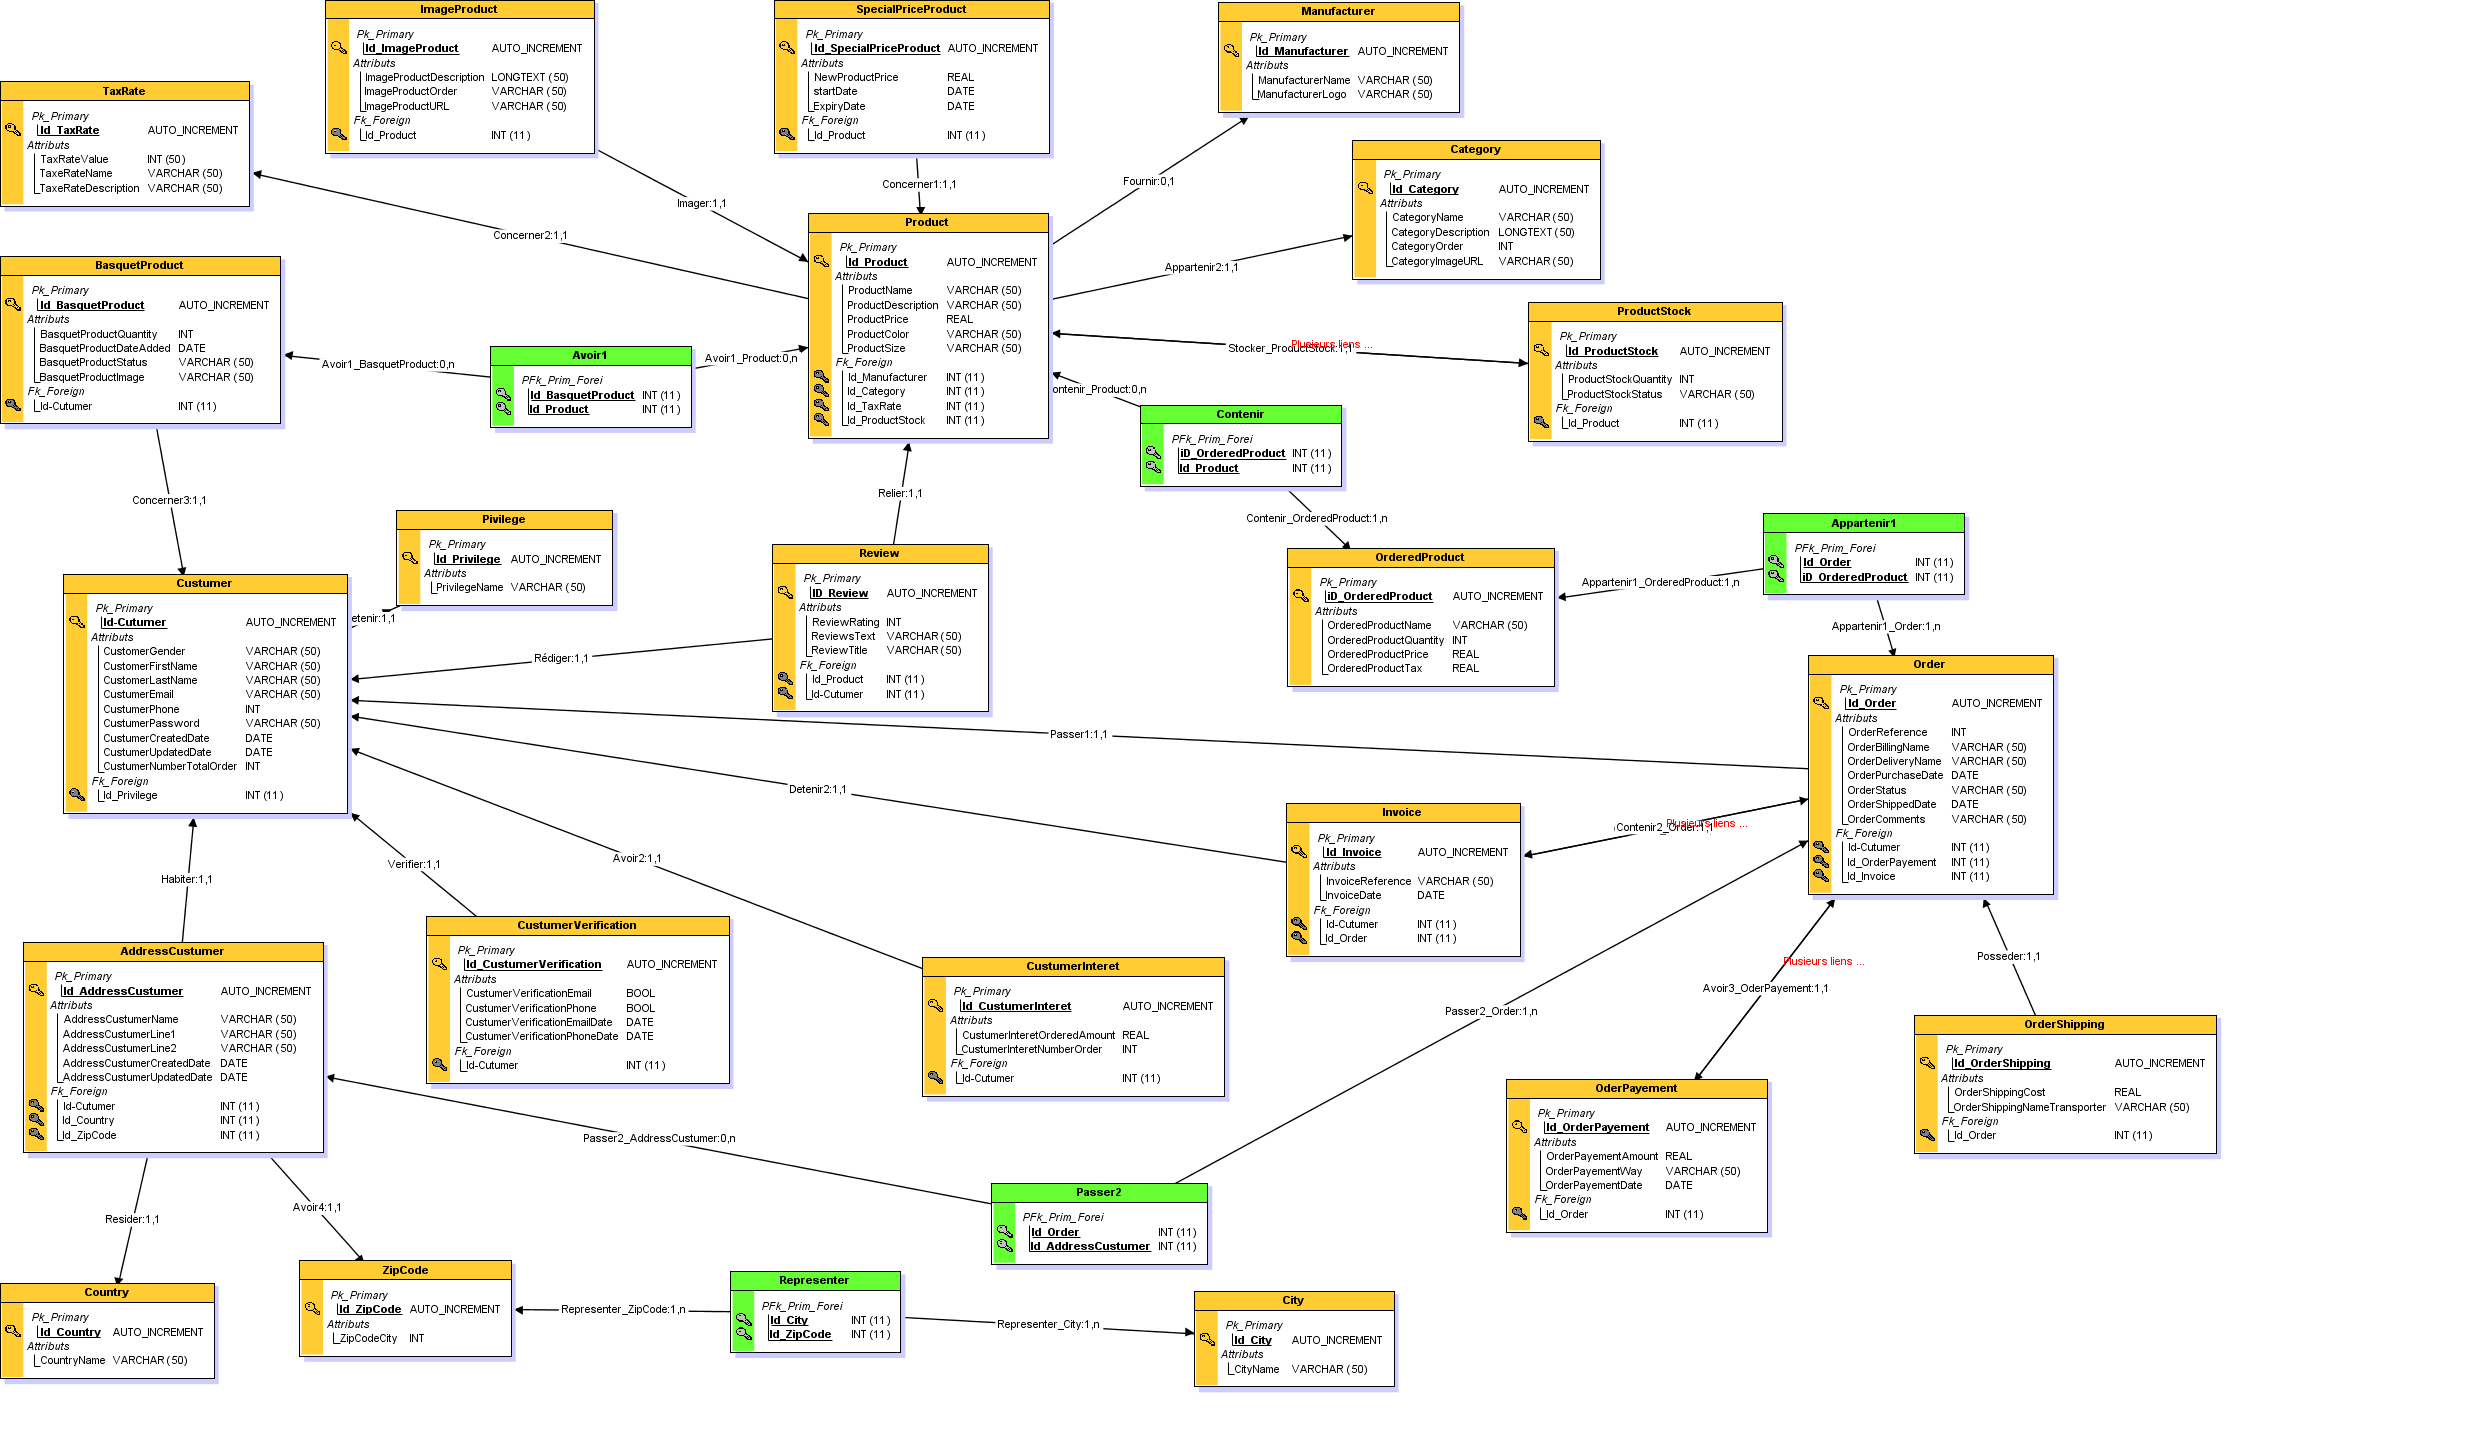 ImageProduct
Pk_Primary
Id_ImageProduct AUTO_INCREMENT
Attributs
ImageProductDescription LONGTEXT (50)
ImageProductOrder VARCHAR (50)
ImageProductURL VARCHAR (50)
Fk_Foreign
Id_Product INT (11)
SpecialPriceProduct
Pk_Primary
Id_SpecialPriceProduct AUTO_INCREMENT
Attributs
NewProductPrice REAL
startDate DATE
ExpiryDate DATE
Fk_Foreign
Id_Product INT (11)
Manufacturer
Pk_Primary
Id_Manufacturer AUTO_INCREMENT
Attributs
ManufacturerName VARCHAR (50)
ManufacturerLogo VARCHAR (50)
TaxRate
Pk_Primary
Id_TaxRate AUTO_INCREMENT
Attributs
TaxRateValue INT (50)
TaxeRateName VARCHAR (50)
TaxeRateDescription VARCHAR (50)
Category
Pk_Primary
Id_Category AUTO_INCREMENT
Attributs
CategoryName VARCHAR (50)
CategoryDescription LONGTEXT (50)
CategoryOrder INT
CategoryImageURL VARCHAR (50)
Imager:1,1
Concerner1:1,1
Fournir:0,1
Concerner2:1,1
Appartenir2:1,1
Product
Pk_Primary
Id_Product AUTO_INCREMENT
Attributs
ProductName VARCHAR (50)
ProductDescription VARCHAR (50)
ProductPrice REAL
ProductColor VARCHAR (50)
ProductSize VARCHAR (50)
Fk_Foreign
Id_Manufacturer INT (11)
Id_Category INT (11)
Id_TaxRate INT (11)
Id_ProductStock INT (11)
BasquetProduct
Pk_Primary
Id_BasquetProduct AUTO_INCREMENT
Attributs
BasquetProductQuantity INT
BasquetProductDateAdded DATE
BasquetProductStatus VARCHAR (50)
BasquetProductImage VARCHAR (50)
Fk_Foreign
Id-Cutumer INT (11)
Avoir1_BasquetProduct:0,n
Avoir1
PFk_Prim_Forei
Id_BasquetProduct INT (11)
Id_Product INT (11)
Avoir1_Product:0,n
Plusieurs liens ...
Stocker_ProductStock:1,1
ProductStock
Pk_Primary
Id_ProductStock AUTO_INCREMENT
Attributs
ProductStockQuantity INT
ProductStockStatus VARCHAR (50)
Fk_Foreign
Id_Product INT (11)
ontenir_Product:0,n
Contenir
PFk_Prim_Forei
iD_OrderedProduct INT (11)
Id_Product INT (11)
Concerner3:1,1
Relier:1,1
Contenir_OrderedProduct:1,n
Pivilege
Pk_Primary
Id_Privilege AUTO_INCREMENT
Attributs
PrivilegeName VARCHAR (50)
etenir:1,1
Review
Pk_Primary
ID_Review AUTO_INCREMENT
Attributs
ReviewRating INT
ReviewsText VARCHAR (50)
ReviewTitle VARCHAR (50)
Fk_Foreign
Id_Product INT (11)
Id-Cutumer INT (11)
OrderedProduct
Pk_Primary
iD_OrderedProduct AUTO_INCREMENT
Attributs
OrderedProductName VARCHAR (50)
OrderedProductQuantity INT
OrderedProductPrice REAL
OrderedProductTax REAL
Appartenir1_OrderedProduct:1,n
Appartenir1
PFk_Prim_Forei
Id_Order INT (11)
iD_OrderedProduct INT (11)
Appartenir1_Order:1,n
Custumer
Pk_Primary
Id-Cutumer AUTO_INCREMENT
Attributs
CustomerGender VARCHAR (50)
CustomerFirstName VARCHAR (50)
CustomerLastName VARCHAR (50)
CustumerEmail VARCHAR (50)
CustumerPhone INT
CustumerPassword VARCHAR (50)
CustumerCreatedDate DATE
CustumerUpdatedDate DATE
CustumerNumberTotalOrder INT
Fk_Foreign
Id_Privilege INT (11)
Rédiger:1,1
Passer1:1,1
Detenir2:1,1
Order
Pk_Primary
Id_Order AUTO_INCREMENT
Attributs
OrderReference INT
OrderBillingName VARCHAR (50)
OrderDeliveryName VARCHAR (50)
OrderPurchaseDate DATE
OrderStatus VARCHAR (50)
OrderShippedDate DATE
OrderComments VARCHAR (50)
Fk_Foreign
Id-Cutumer INT (11)
Id_OrderPayement INT (11)
Id_Invoice INT (11)
Invoice
Pk_Primary
Id_Invoice AUTO_INCREMENT
Attributs
InvoiceReference VARCHAR (50)
InvoiceDate DATE
Fk_Foreign
Id-Cutumer INT (11)
Id_Order INT (11)
Plusieurs liens ...
Contenir2_Order:1,1
Avoir2:1,1
Verifier:1,1
Habiter:1,1
AddressCustumer
Pk_Primary
Id_AddressCustumer AUTO_INCREMENT
Attributs
AddressCustumerName VARCHAR (50)
AddressCustumerLine1 VARCHAR (50)
AddressCustumerLine2 VARCHAR (50)
AddressCustumerCreatedDate DATE
AddressCustumerUpdatedDate DATE
Fk_Foreign
Id-Cutumer INT (11)
Id_Country INT (11)
Id_ZipCode INT (11)
CustumerVerification
Pk_Primary
Id_CustumerVerification AUTO_INCREMENT
Attributs
CustumerVerificationEmail BOOL
CustumerVerificationPhone BOOL
CustumerVerificationEmailDate DATE
CustumerVerificationPhoneDate DATE
Fk_Foreign
Id-Cutumer INT (11)
CustumerInteret
Pk_Primary
Id_CustumerInteret AUTO_INCREMENT
Attributs
CustumerInteretOrderedAmount REAL
CustumerInteretNumberOrder INT
Fk_Foreign
Id-Cutumer INT (11)
Posseder:1,1
Plusieurs liens ...
Avoir3_OderPayement:1,1
Passer2_Order:1,n
OrderShipping
Pk_Primary
Id_OrderShipping AUTO_INCREMENT
Attributs
OrderShippingCost REAL
OrderShippingNameTransporter VARCHAR (50)
Fk_Foreign
Id_Order INT (11)
OderPayement
Pk_Primary
Id_OrderPayement AUTO_INCREMENT
Attributs
OrderPayementAmount REAL
OrderPayementWay VARCHAR (50)
OrderPayementDate DATE
Fk_Foreign
Id_Order INT (11)
Passer2_AddressCustumer:0,n
Passer2
PFk_Prim_Forei
Id_Order INT (11)
Id_AddressCustumer INT (11)
Resider:1,1
Avoir4:1,1
Country
Pk_Primary
Id_Country AUTO_INCREMENT
Attributs
CountryName VARCHAR (50)
ZipCode
Pk_Primary
Id_ZipCode AUTO_INCREMENT
Attributs
ZipCodeCity INT
Representer_ZipCode:1,n
Representer
PFk_Prim_Forei
Id_City INT (11)
Id_ZipCode INT (11)
Representer_City:1,n
City
Pk_Primary
Id_City AUTO_INCREMENT
Attributs
CityName VARCHAR (50)